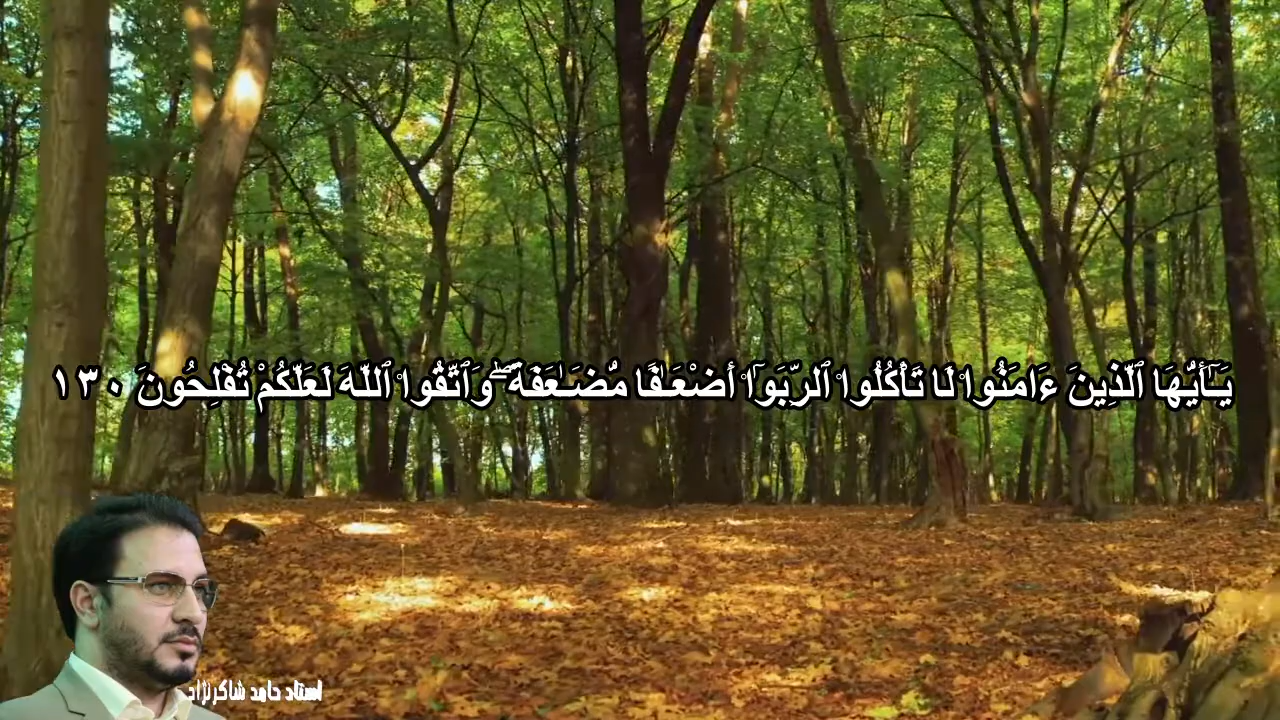 يَـٰٓأَيُّهَا ٱلَّذِينَ ءَامَنُوا۟ لَا تَأْكُلُوا۟ ٱلرِّبَوٰٓا۟ أَضْعَـٰفًا مُّضَـٰعَفَةً ۖ وَٱتَّقُوا۟ ٱللَّهَ لَعَلَّكُمْ تُفْلِحُونَ ١٣٠
استاد حامد شاکرنژاد